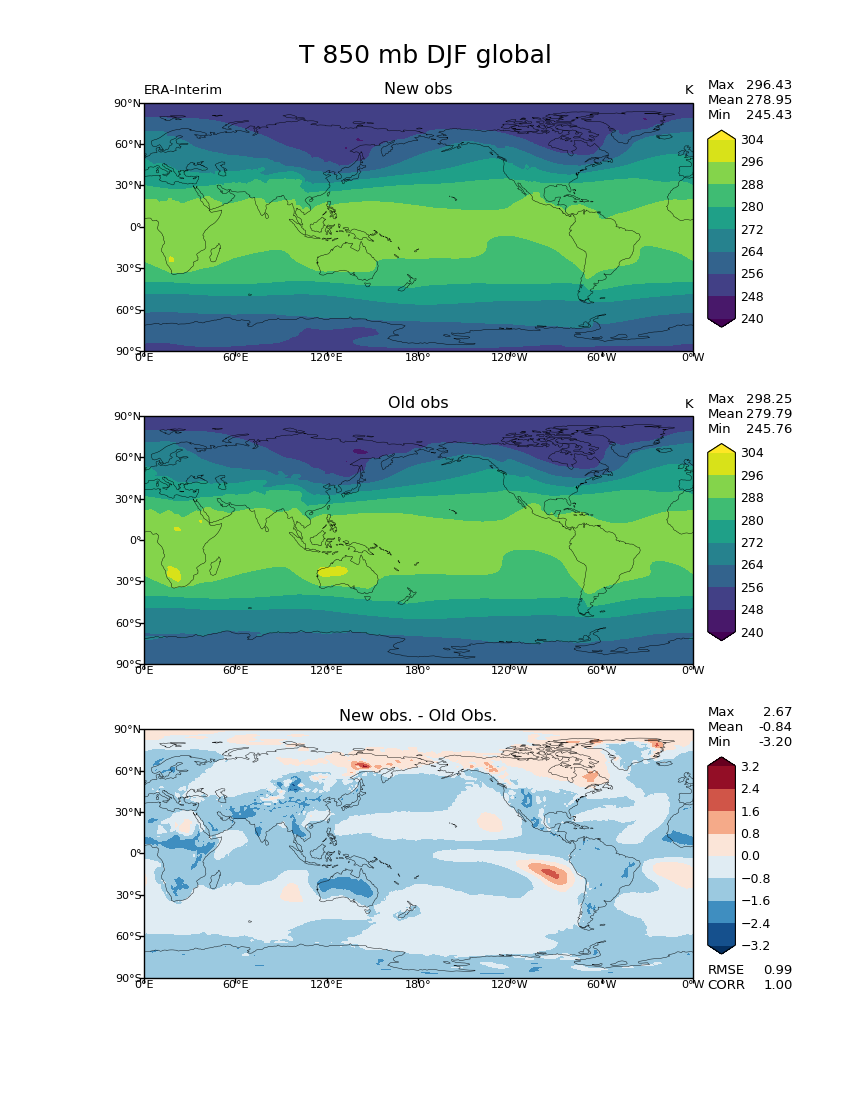 T 850 mb DJF global
ERA-Interim New obs K
Max 296.43
Mean 278.95
Min 245.43
90°N
60°N
30°N
0°
30°S
60°S
90°S
0°E 60°E 120°E 180° 120°W 60°W 0°W
304
296
288
280
272
264
256
248
240
Old obs K
Max 298.25
Mean 279.79
Min 245.76
90°N
60°N
30°N
0°
30°S
60°S
90°S
0°E 60°E 120°E 180° 120°W 60°W 0°W
304
296
288
280
272
264
256
248
240
New obs. - Old Obs.
Max 2.67
Mean -0.84
Min -3.20
90°N
60°N
30°N
0°
30°S
60°S
90°S
0°E 60°E 120°E 180° 120°W 60°W 0°W
3.2
2.4
1.6
0.8
0.0
−0.8
−1.6
−2.4
−3.2
RMSE 0.99
CORR 1.00